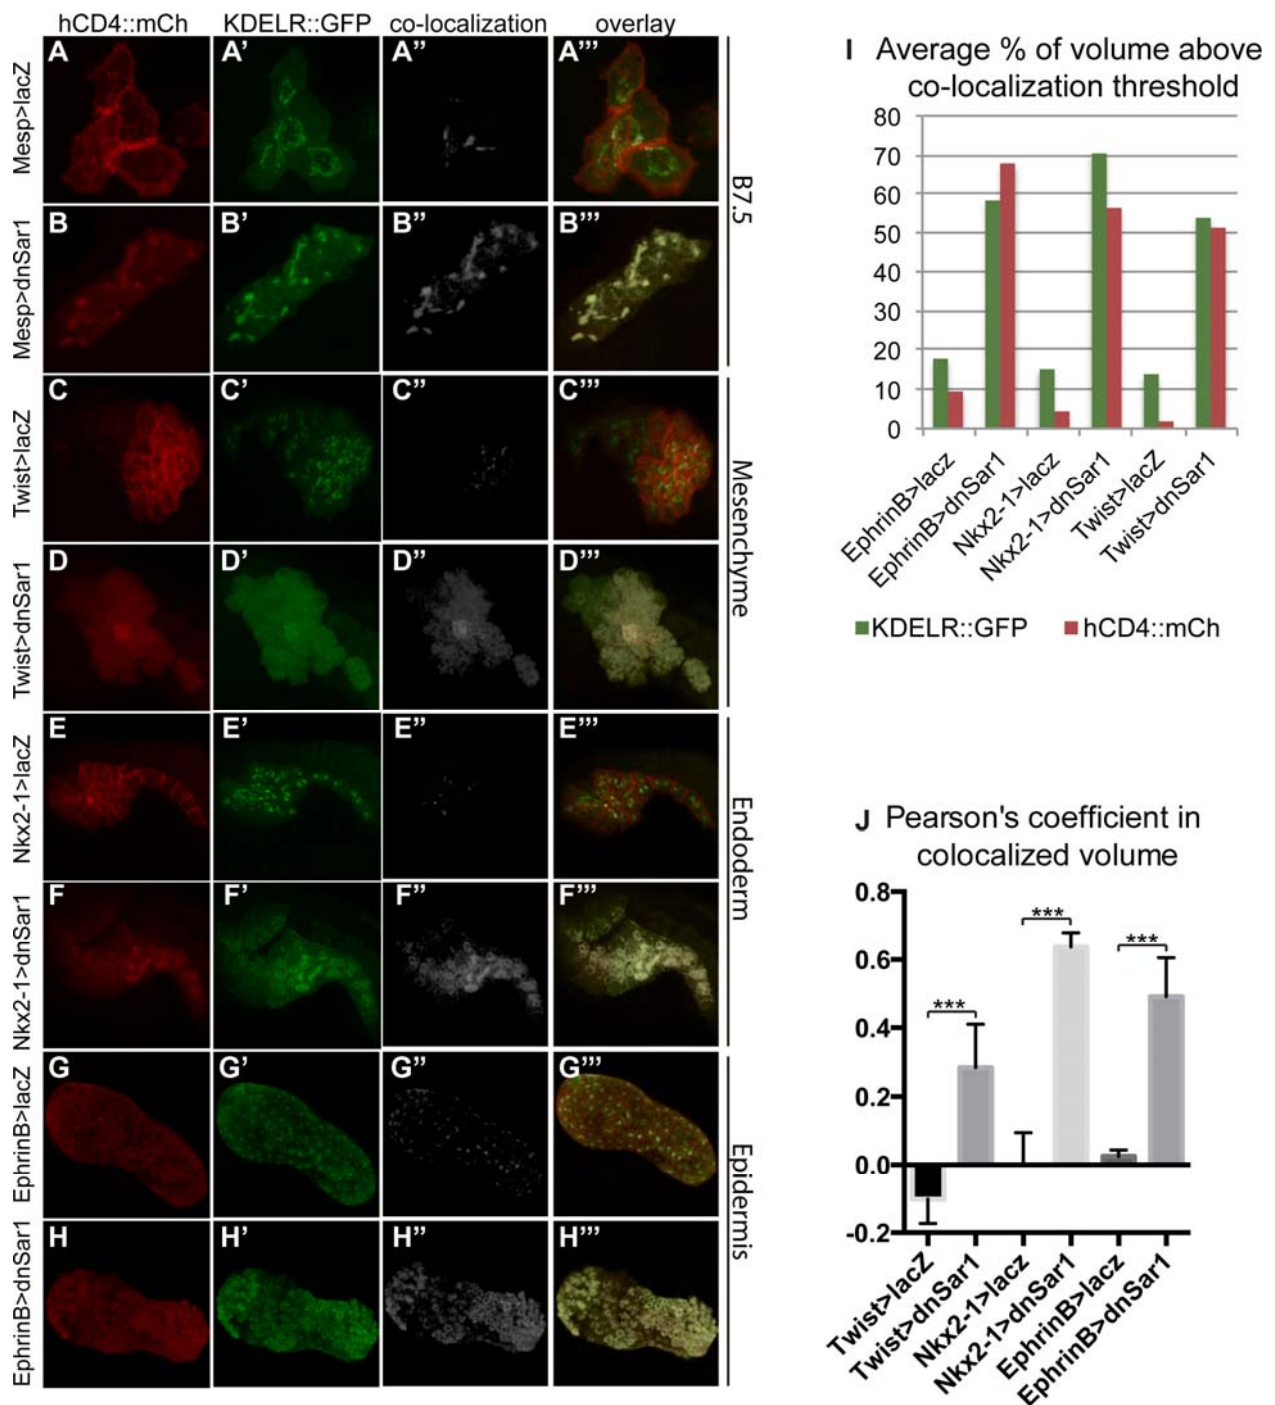 hCD4::mCh KDELR::GFP co-localization overlay
Mesp>lacZ
A A’ A’’ A’’’
Mesp>dnSar1
B B’ B’’ B’’’
B7.5
Twist>lacZ
C C’ C’’ C’’’
Twist>dnSar1
D D’ D’’ D’’’
Mesenchyme
Nkx2-1>lacZ
E E’ E’’ E’’’
Nkx2-1>dnSar1
F F’ F’’ F’’’
Endoderm
EphrinB>lacZ
G G’ G’’ G’’’
EphrinB>dnSar1
H H’ H’’ H’’’
Epidermis
I Average % of volume above
co-localization threshold
80
70
60
50
40
30
20
10
0
EphrinB>lacz
EphrinB>dnSar1
Nkx2-1>lacz
Nkx2-1>dnSar1
Twist>lacZ
Twist>dnSar1
KDELR::GFP hCD4::mCh
J Pearson's coefficient in
colocalized volume
0.8
0.6
0.4
0.2
0.0
-0.2
***
***
***
Twist>lacZ
Twist>dnSar1
Nkx2-1>lacz
Nkx2-1>dnSar1
EphrinB>lacz
EphrinB>dnSar1